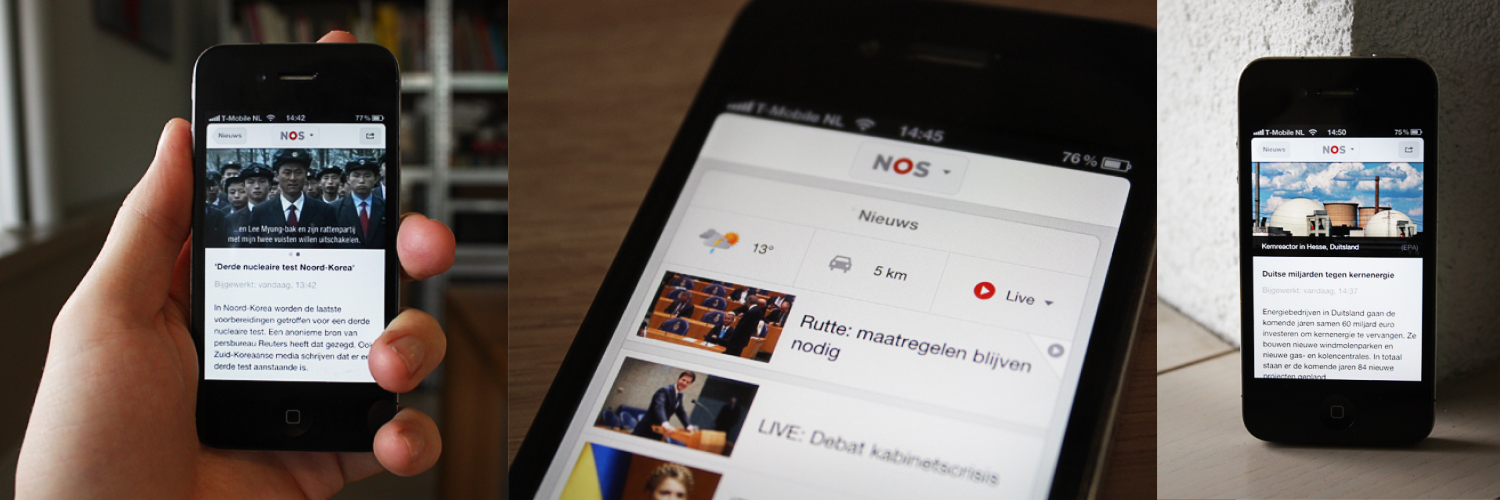 T-Mobile NL 14:42 77%
Nieuws NOS
...en Lee Myung-bak en zijn rattenpartij
met mijn twee vuisten willen uitschakelen.
'Derde nucleaire test Noord-Korea'
Bijgewerkt: vandaag, 13:42
In Noord-Korea worden de laatste
voorbereidingen getroffen voor een derde
nucleaire test. Een anonieme bron van
persbureau Reuters heeft dat gezegd. Ook
Zuid-Koreaanse media schrijven dat er een
derde test aanstaande is.
T-Mobile NL 14:45 76%
NOS
Nieuws
13° 5 km Live
Rutte: maatregelen blijven
nodig
LIVE: Debat kabinetscrisis
T-Mobile NL 14:50 75%
Nieuws NOS
Kernreactor in Hesse, Duitsland (EPA)
Duitse miljarden tegen kernenergie
Bijgewerkt: vandaag, 14:37
Energiebedrijven in Duitsland gaan de
komende jaren samen 60 miljard euro
investeren om kernenergie te vervangen. Ze
bouwen nieuwe windmolenparken en
nieuwe gas- en kolencentrales. In totaal
staan er de komende jaren 84 nieuwe
projecten gepland